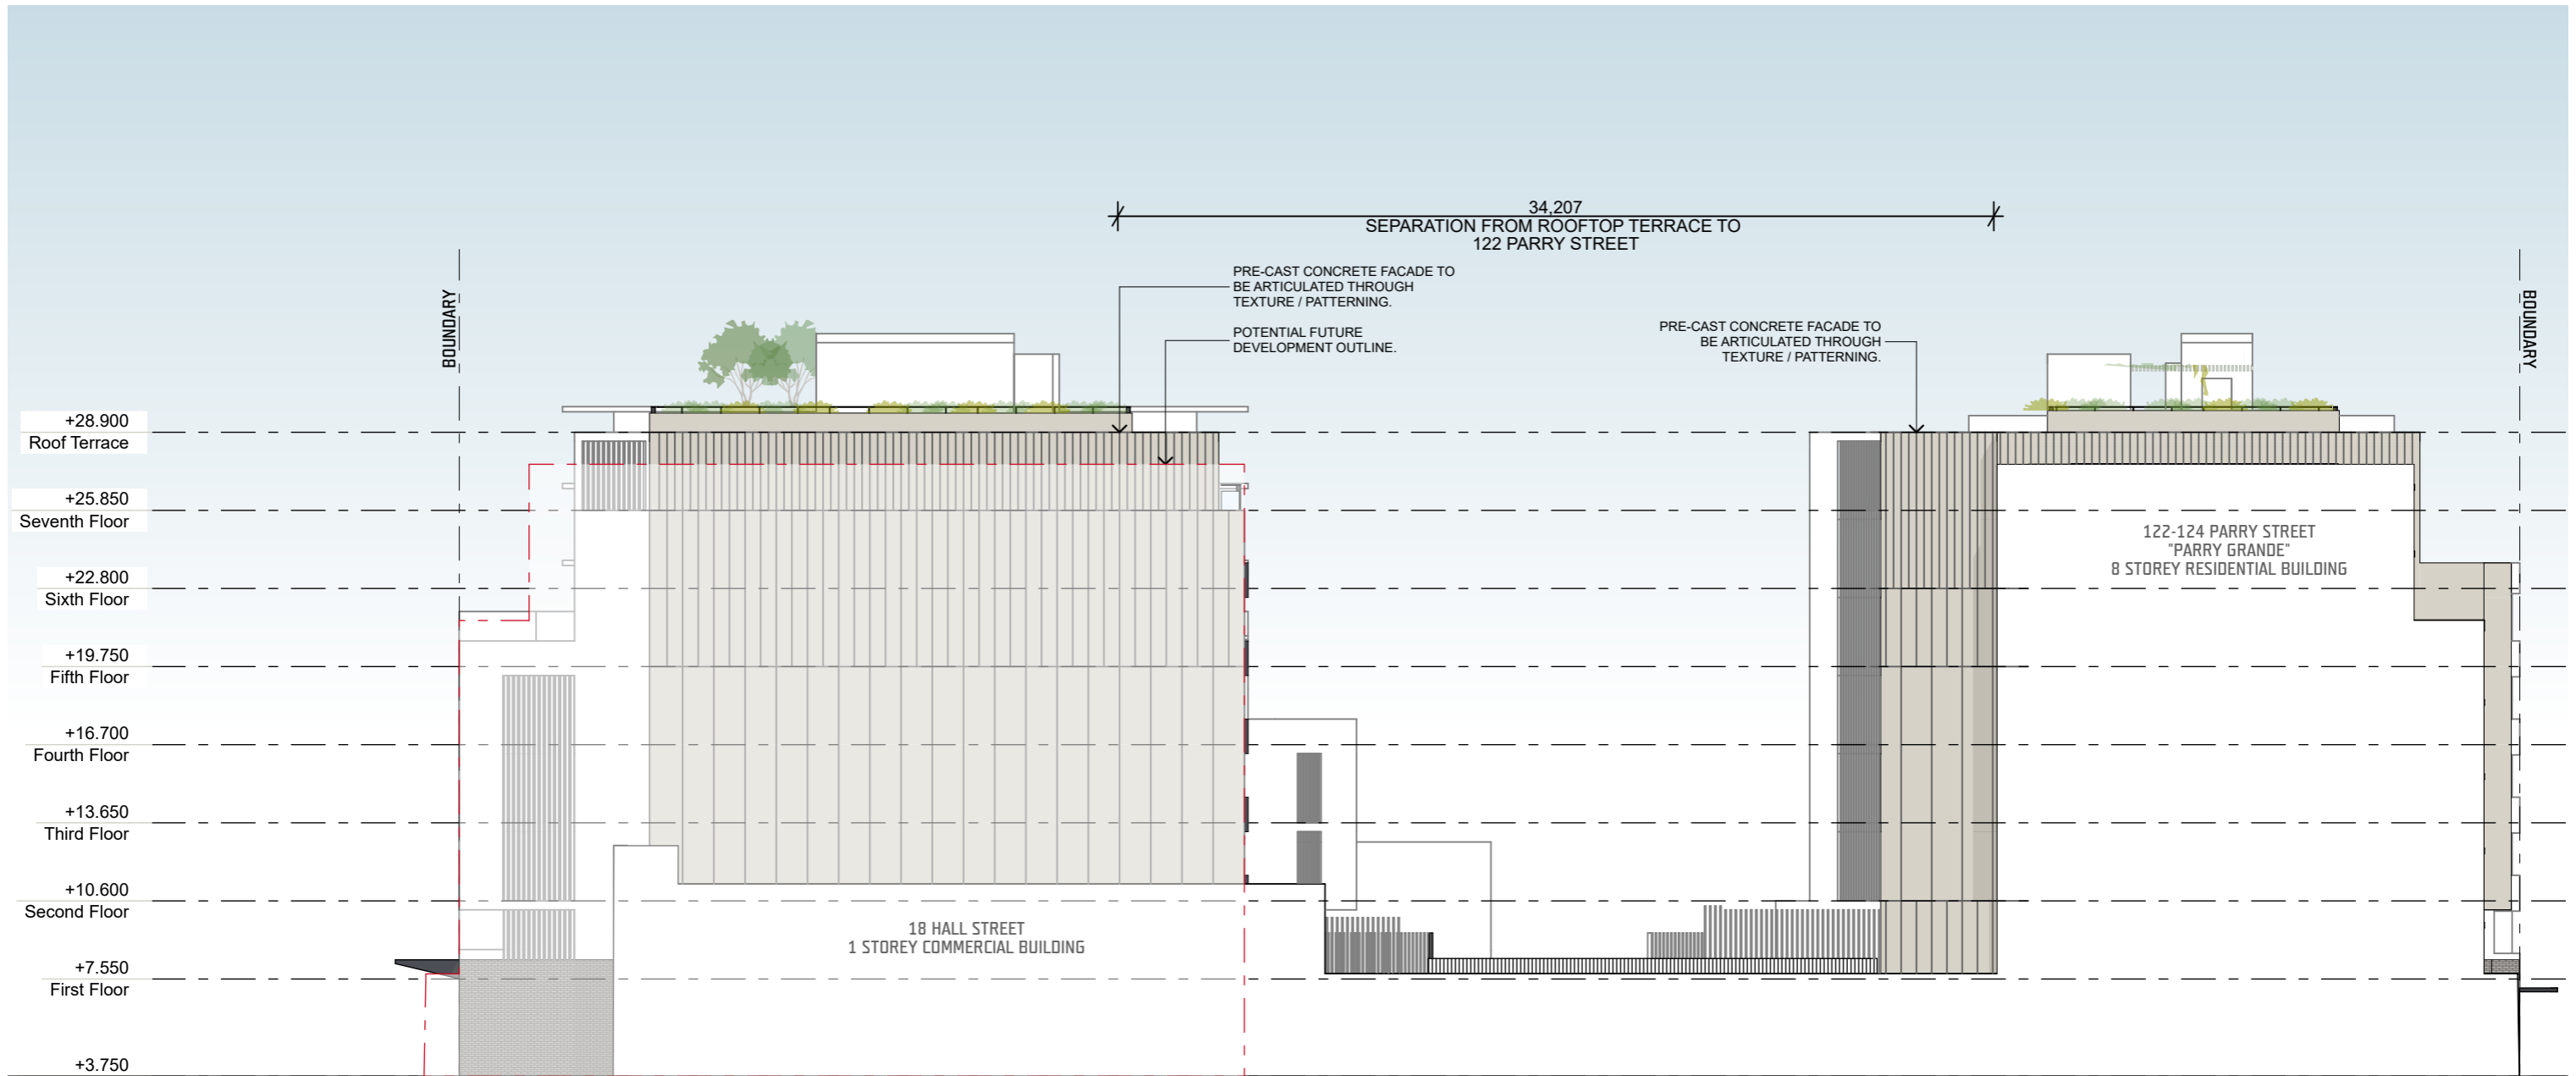 34,207
SEPARATION FROM ROOFTOP TERRACE TO
122 PARRY STREET
PRE-CAST CONCRETE FACADE TO
BE ARTICULATED THROUGH
TEXTURE / PATTERNING.
POTENTIAL FUTURE
DEVELOPMENT OUTLINE.
PRE-CAST CONCRETE FACADE TO
BE ARTICULATED THROUGH
TEXTURE / PATTERNING.
BOUNDARY
BOUNDARY
+28.900
Roof Terrace
+25.850
Seventh Floor
+22.800
Sixth Floor
+19.750
Fifth Floor
+16.700
Fourth Floor
+13.650
Third Floor
+10.600
Second Floor
+7.550
First Floor
+3.750
122-124 PARRY STREET
"PARRY GRANDE"
8 STOREY RESIDENTIAL BUILDING
18 HALL STREET
1 STOREY COMMERCIAL BUILDING